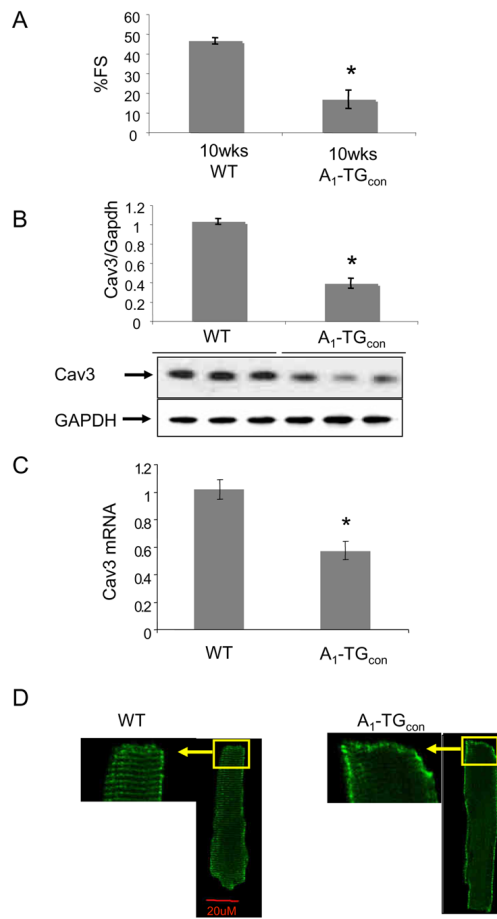 A
60
50
40
30
20
10
0
%FS
*
10wks
WT
10wks
A₁-TGcon
B
1.2
1
0.8
0.6
0.4
0.2
0
Cav3/Gapdh
*
WT
A₁-TGcon
Cav3
GAPDH
C
1.2
1
0.8
0.6
0.4
0.2
0
Cav3 mRNA
*
WT
A₁-TGcon
D
WT
A₁-TGcon
20uM